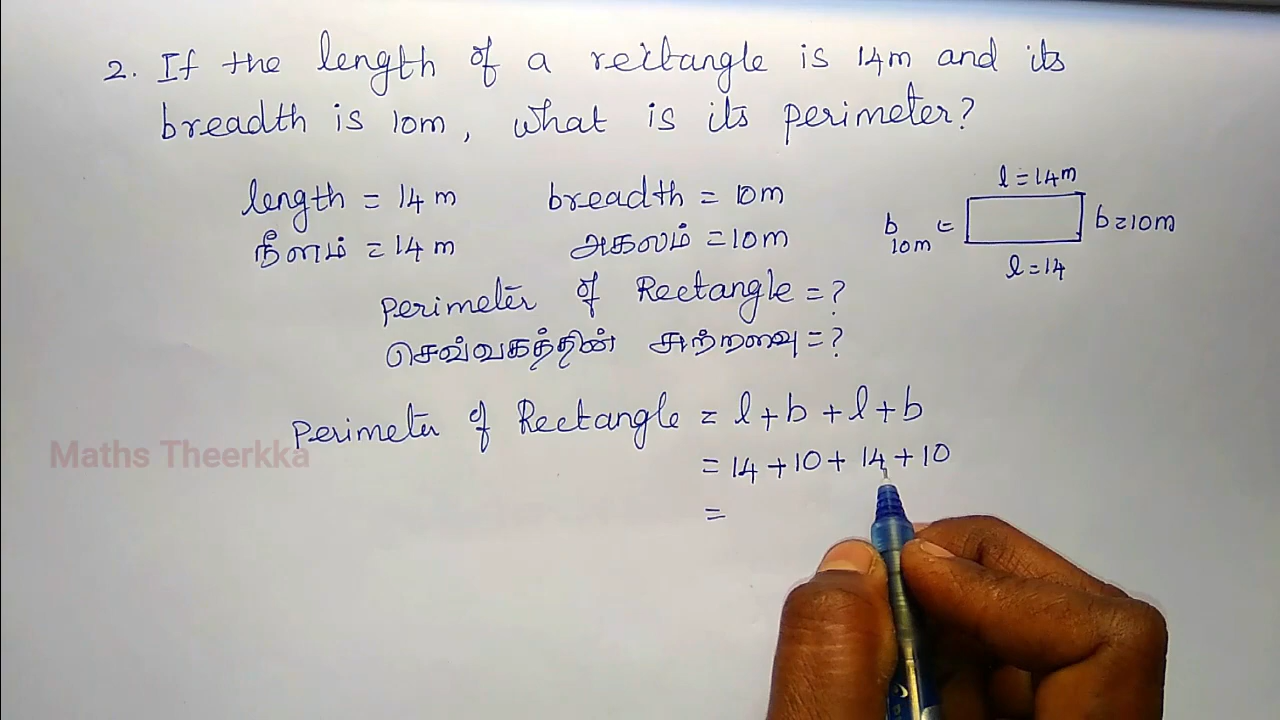 2. If the length of a rectangle is 14m and its
breadth is 10m, what is its perimeter?
length = 14 m breadth = 10m
நீளம் = 14 m அகலம் = 10m
l = 14m
b = 10m
b = 10m
l = 14
Perimeter of Rectangle = ?
செவ்வகத்தின் சுற்றளவு = ?
Perimeter of Rectangle = l + b + l + b
= 14 + 10 + 14 + 10
=
Maths Theerkka